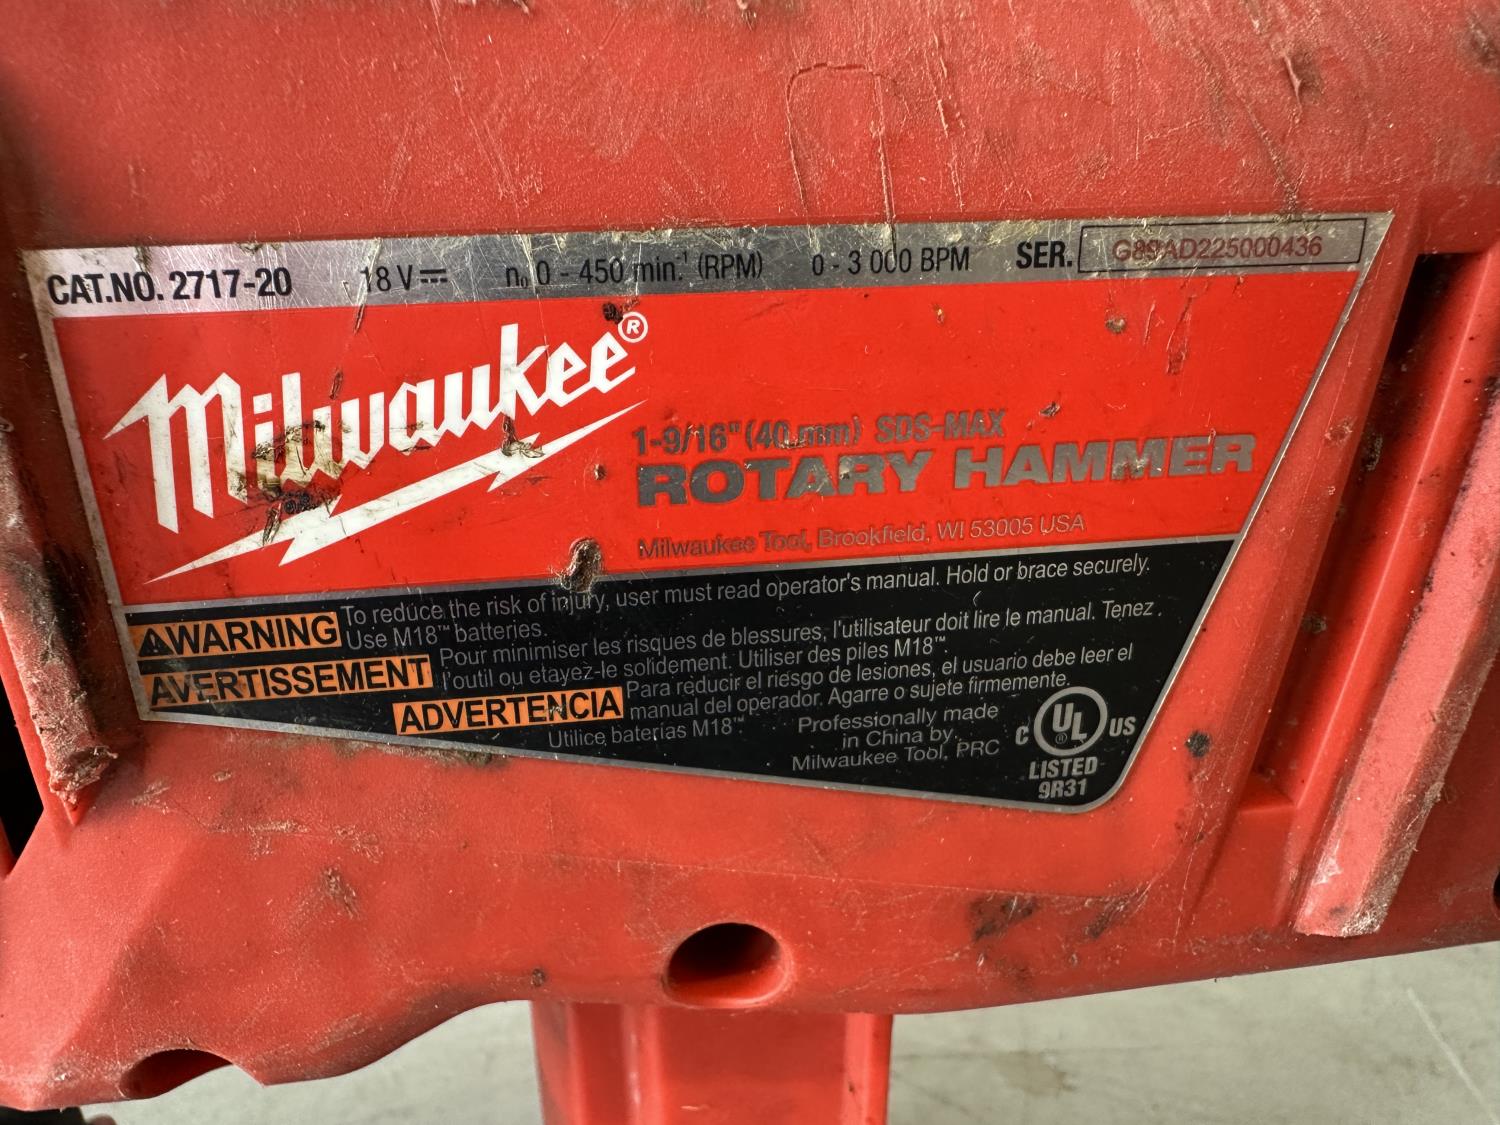 CAT.NO. 2717-20 18 V⎓ n₀ 0 - 450 min.⁻¹ (RPM) 0 - 3 000 BPM SER. G89AD225000436
Milwaukee®
1-9/16" (40 mm) SDS-MAX
ROTARY HAMMER
Milwaukee Tool, Brookfield, WI 53005 USA
⚠WARNING To reduce the risk of injury, user must read operator's manual. Hold or brace securely.
Use M18™ batteries.
AVERTISSEMENT Pour minimiser les risques de blessures, l'utilisateur doit lire le manual. Tenez
l'outil ou etayez-le solidement. Utiliser des piles M18™.
ADVERTENCIA Para reducir el riesgo de lesiones, el usuario debe leer el
manual del operador. Agarre o sujete firmemente.
Utilice baterías M18™.
Professionally made
in China by
Milwaukee Tool, PRC
C UL® US
LISTED
9R31